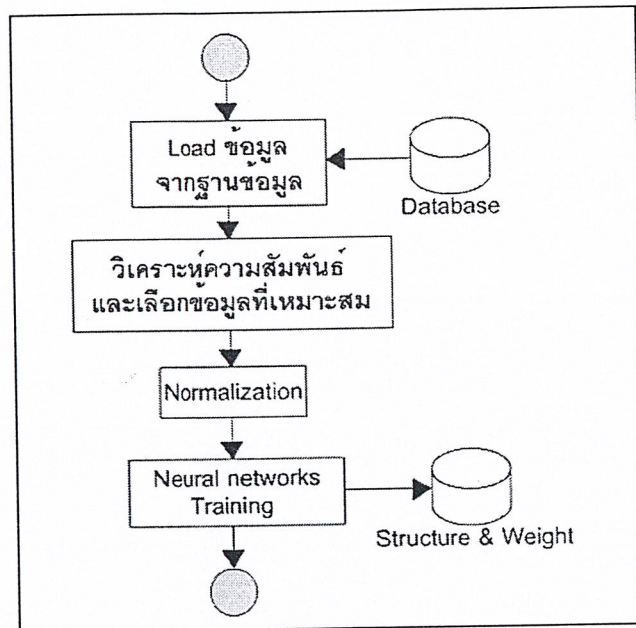 Load ข้อมูล
จากฐานข้อมูล
Database
วิเคราะห์ความสัมพันธ์
และเลือกข้อมูลที่เหมาะสม
Normalization
Neural networks
Training
Structure & Weight